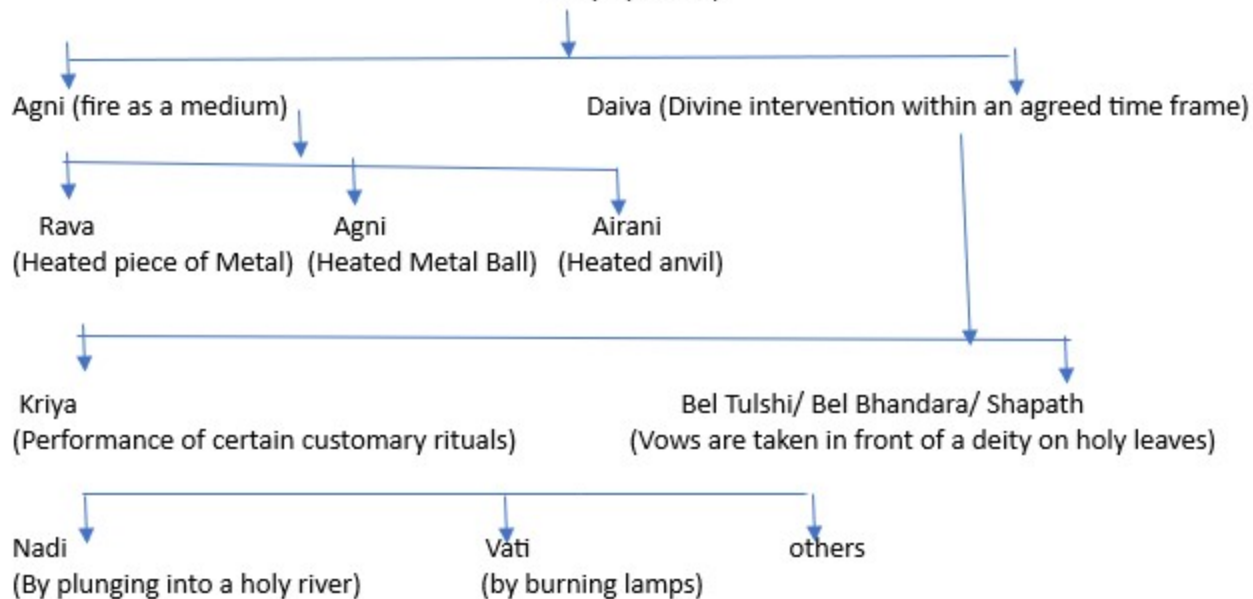 Agni (fire as a medium) Daiva (Divine intervention within an agreed time frame)
Rava Agni Airani
(Heated piece of Metal) (Heated Metal Ball) (Heated anvil)
Kriya Bel Tulshi/ Bel Bhandara/ Shapath
(Performance of certain customary rituals) (Vows are taken in front of a deity on holy leaves)
Nadi Vati others
(By plunging into a holy river) (by burning lamps)